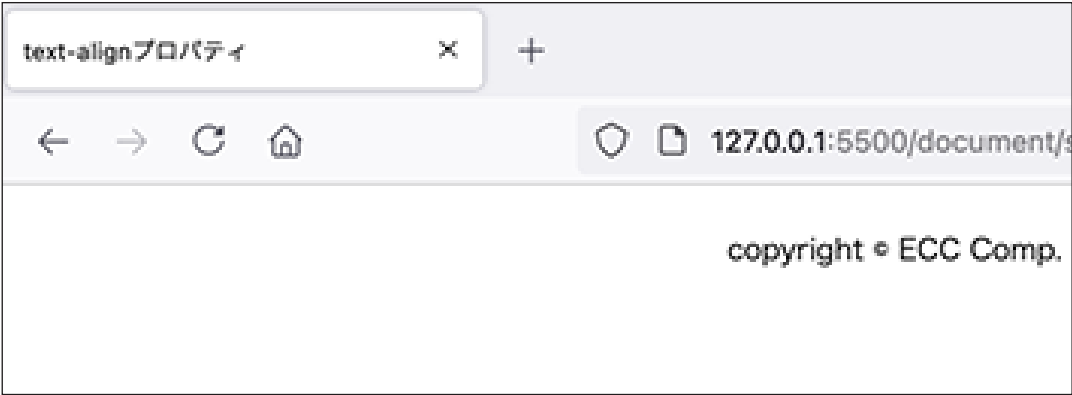 text-alignプロパティ
127.0.0.1:5500/document/s
copyright © ECC Comp.